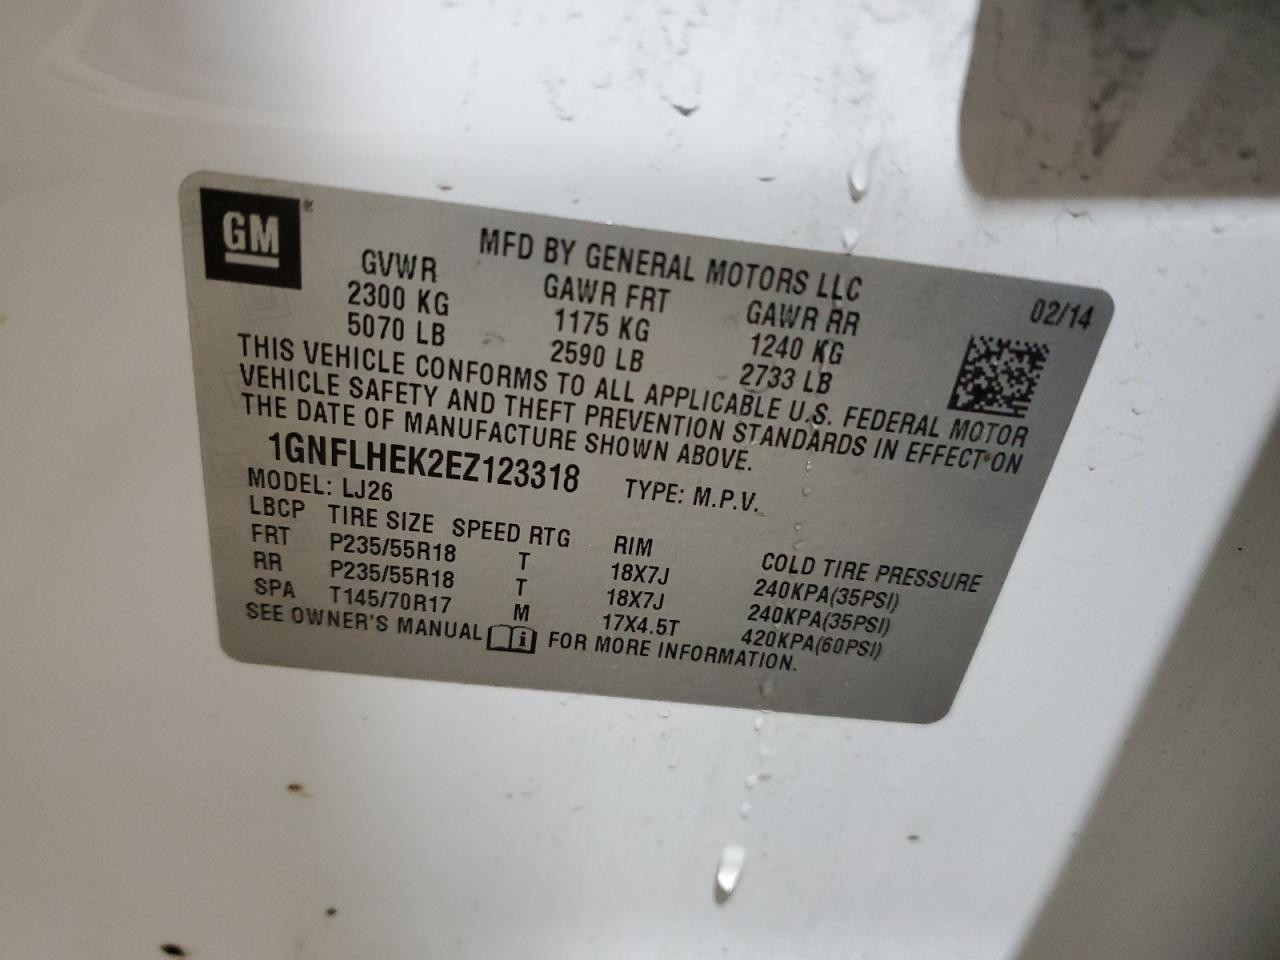 GM ®
MFD BY GENERAL MOTORS LLC
02/14
GVWR GAWR FRT GAWR RR
2300 KG 1175 KG 1240 KG
5070 LB 2590 LB 2733 LB
THIS VEHICLE CONFORMS TO ALL APPLICABLE U.S. FEDERAL MOTOR
VEHICLE SAFETY AND THEFT PREVENTION STANDARDS IN EFFECT ON
THE DATE OF MANUFACTURE SHOWN ABOVE.
1GNFLHEK2EZ123318 TYPE: M.P.V.
MODEL: LJ26
LBCP TIRE SIZE SPEED RTG RIM COLD TIRE PRESSURE
FRT P235/55R18 T 18X7J 240KPA(35PSI)
RR P235/55R18 T 18X7J 240KPA(35PSI)
SPA T145/70R17 M 17X4.5T 420KPA(60PSI)
SEE OWNER'S MANUAL i FOR MORE INFORMATION.